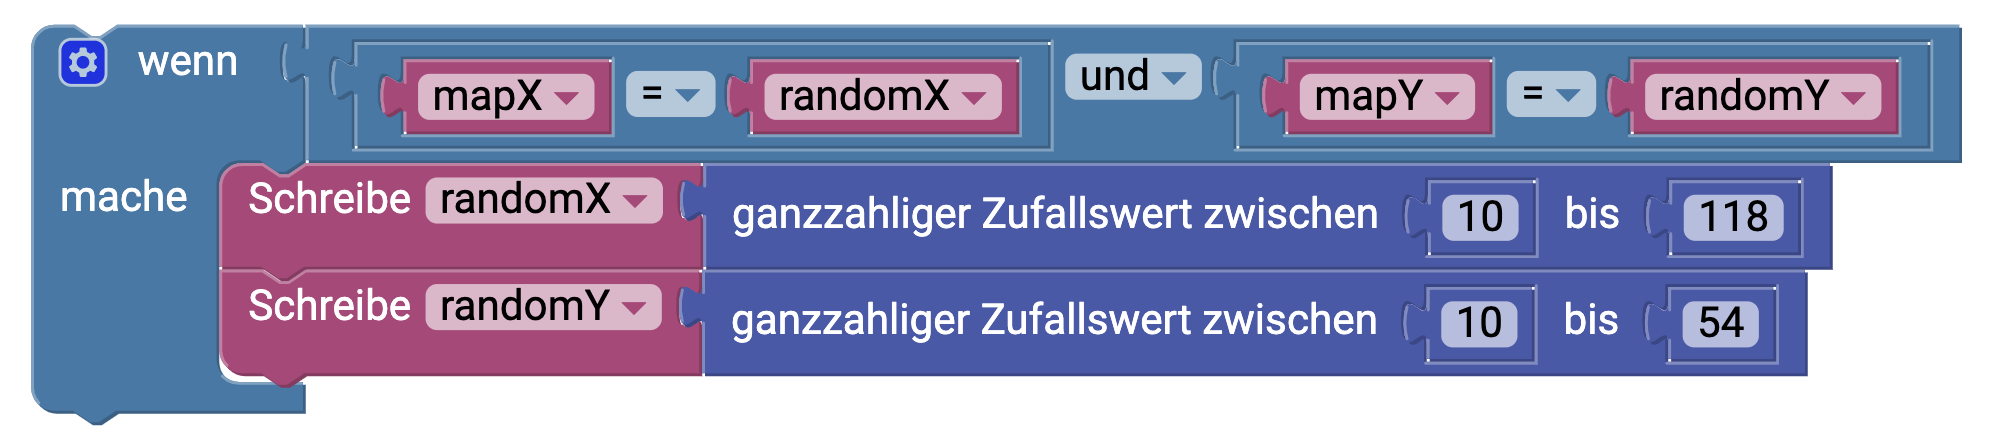 wenn mapX = randomX und mapY = randomY
mache Schreibe randomX ganzzahliger Zufallswert zwischen 10 bis 118
Schreibe randomY ganzzahliger Zufallswert zwischen 10 bis 54